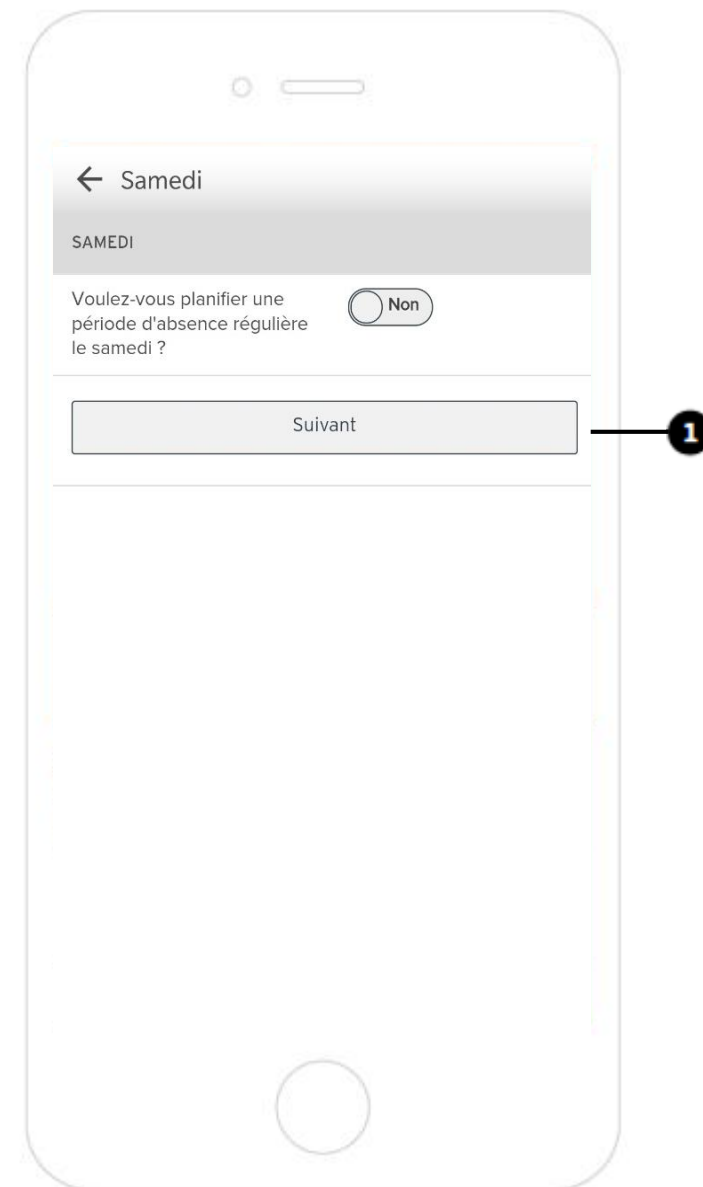 Samedi
SAMEDI
Voulez-vous planifier une
période d'absence régulière
le samedi ?
Non
Suivant
1